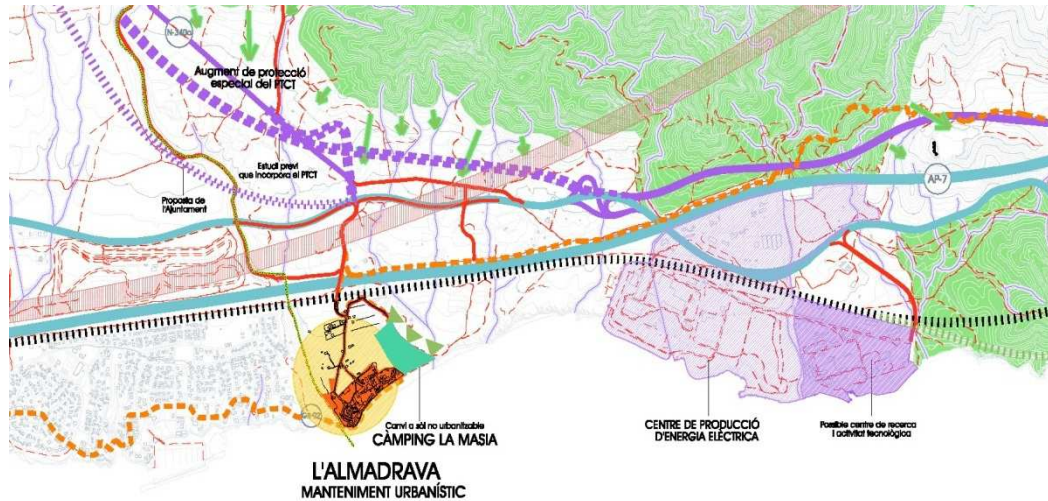 N-340a
Augment de protecció
especial del PTCT
Estudi previ
que incorpora el PTCT
Proposta de
l'Ajuntament
AP-7
Canvi a sòl no urbanitzable
CÀMPING LA MASIA
L'ALMADRAVA
MANTENIMENT URBANÍSTIC
CENTRE DE PRODUCCIÓ
D'ENERGIA ELÈCTRICA
Possible centre de recerca
i activitat tecnològica